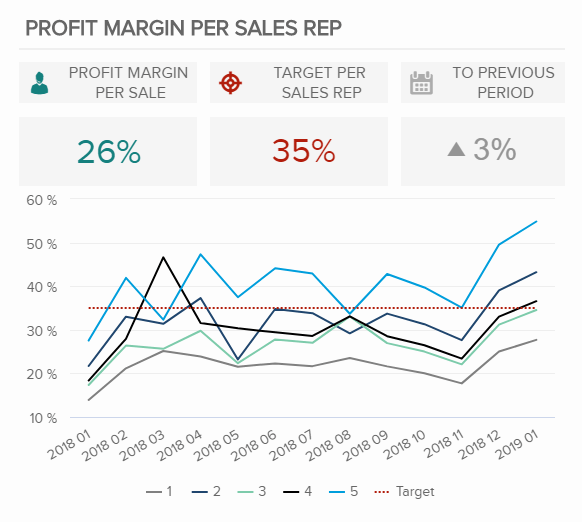 PROFIT MARGIN PER SALES REP
PROFIT MARGIN
PER SALE
TARGET PER
SALES REP
TO PREVIOUS
PERIOD
26%
35%
▲ 3%
60 %
50 %
40 %
30 %
20 %
10 %
2018 01
2018 02
2018 03
2018 04
2018 05
2018 06
2018 07
2018 08
2018 09
2018 10
2018 11
2018 12
2019 01
1 2 3 4 5 Target